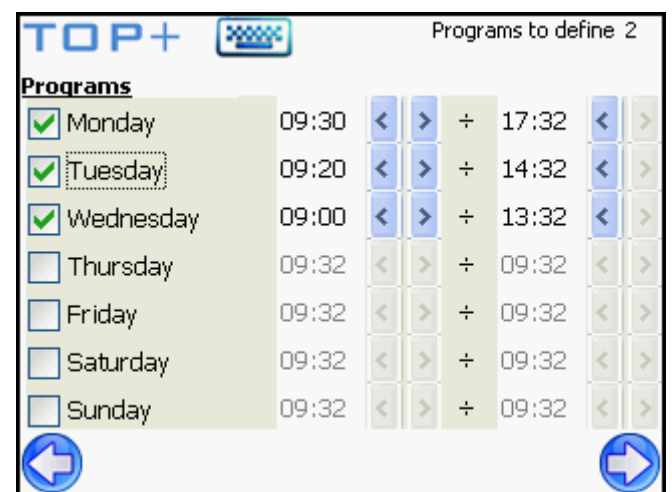 TOP+ Programs to define 2
Programs
Monday 09:30 < > ÷ 17:32 < >
Tuesday 09:20 < > ÷ 14:32 < >
Wednesday 09:00 < > ÷ 13:32 < >
Thursday 09:32 < > ÷ 09:32 < >
Friday 09:32 < > ÷ 09:32 < >
Saturday 09:32 < > ÷ 09:32 < >
Sunday 09:32 < > ÷ 09:32 < >